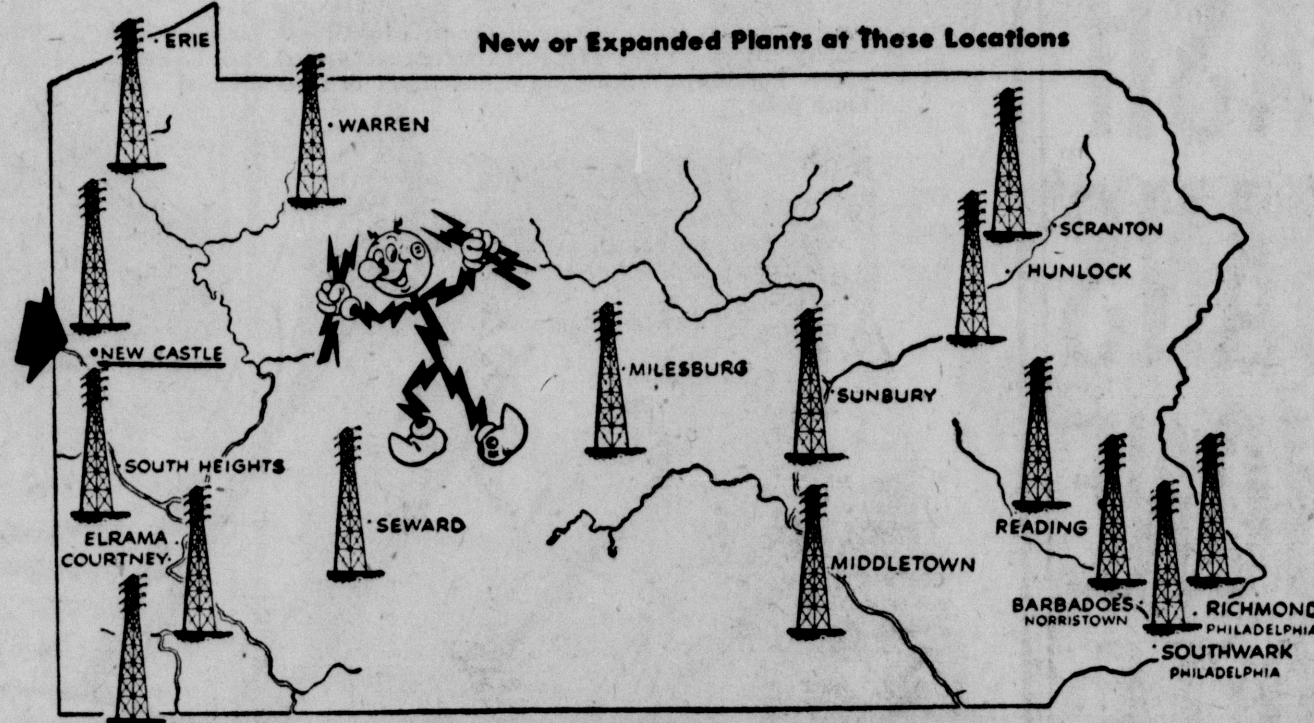 New or Expanded Plants at These Locations
ERIE
WARREN
SCRANTON
HUNLOCK
NEW CASTLE
MILESBURG
SUNBURY
SOUTH HEIGHTS
SEWARD
READING
ELRAMA
COURTNEY
MIDDLETOWN
BARBADOES
NORRISTOWN
RICHMOND
PHILADELPHIA
SOUTHWARK
PHILADELPHIA